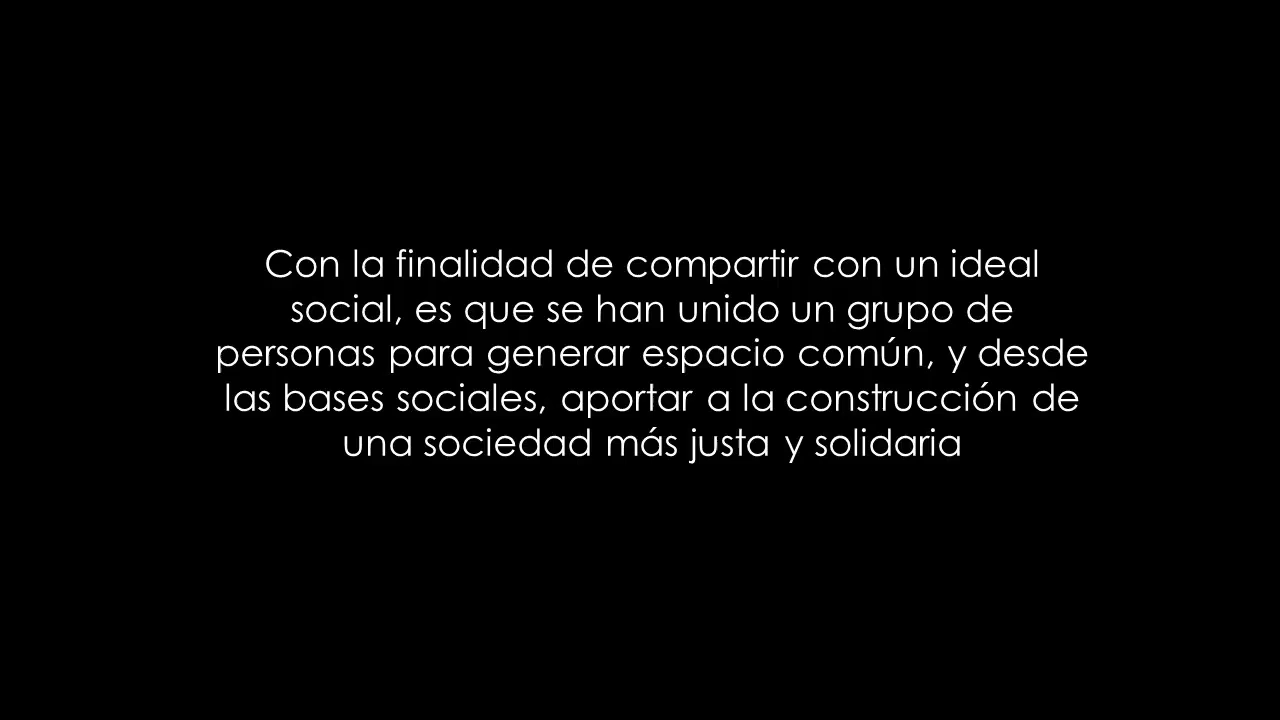 Con la finalidad de compartir con un ideal
social, es que se han unido un grupo de
personas para generar espacio común, y desde
las bases sociales, aportar a la construcción de
una sociedad más justa y solidaria